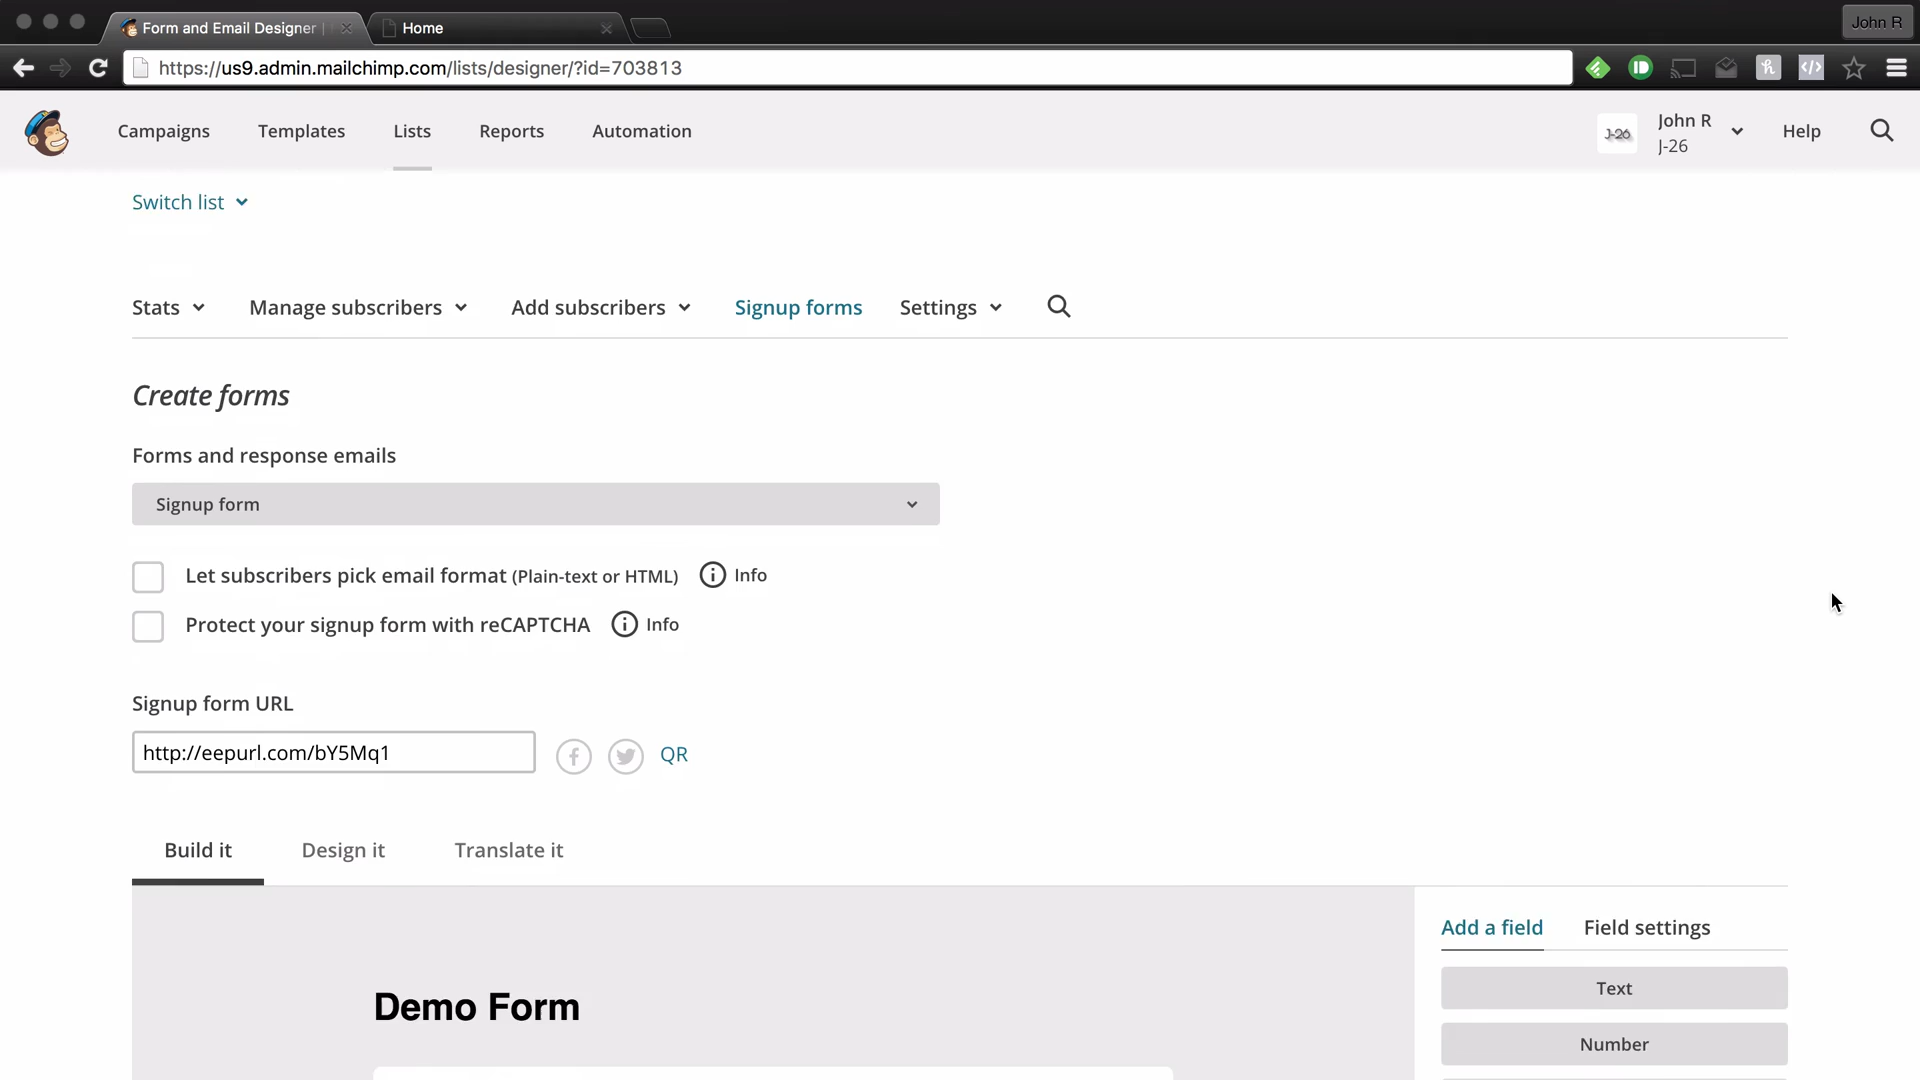 Form and Email Designer |
Home
John R
https://us9.admin.mailchimp.com/lists/designer/?id=703813
Campaigns Templates Lists Reports Automation
J-26
John R
J-26
Help
Switch list
Stats Manage subscribers Add subscribers Signup forms Settings
Create forms
Forms and response emails
Signup form
Let subscribers pick email format (Plain-text or HTML) Info
Protect your signup form with reCAPTCHA Info
Signup form URL
http://eepurl.com/bY5Mq1 QR
Build it Design it Translate it
Add a field Field settings
Text
Demo Form
Number